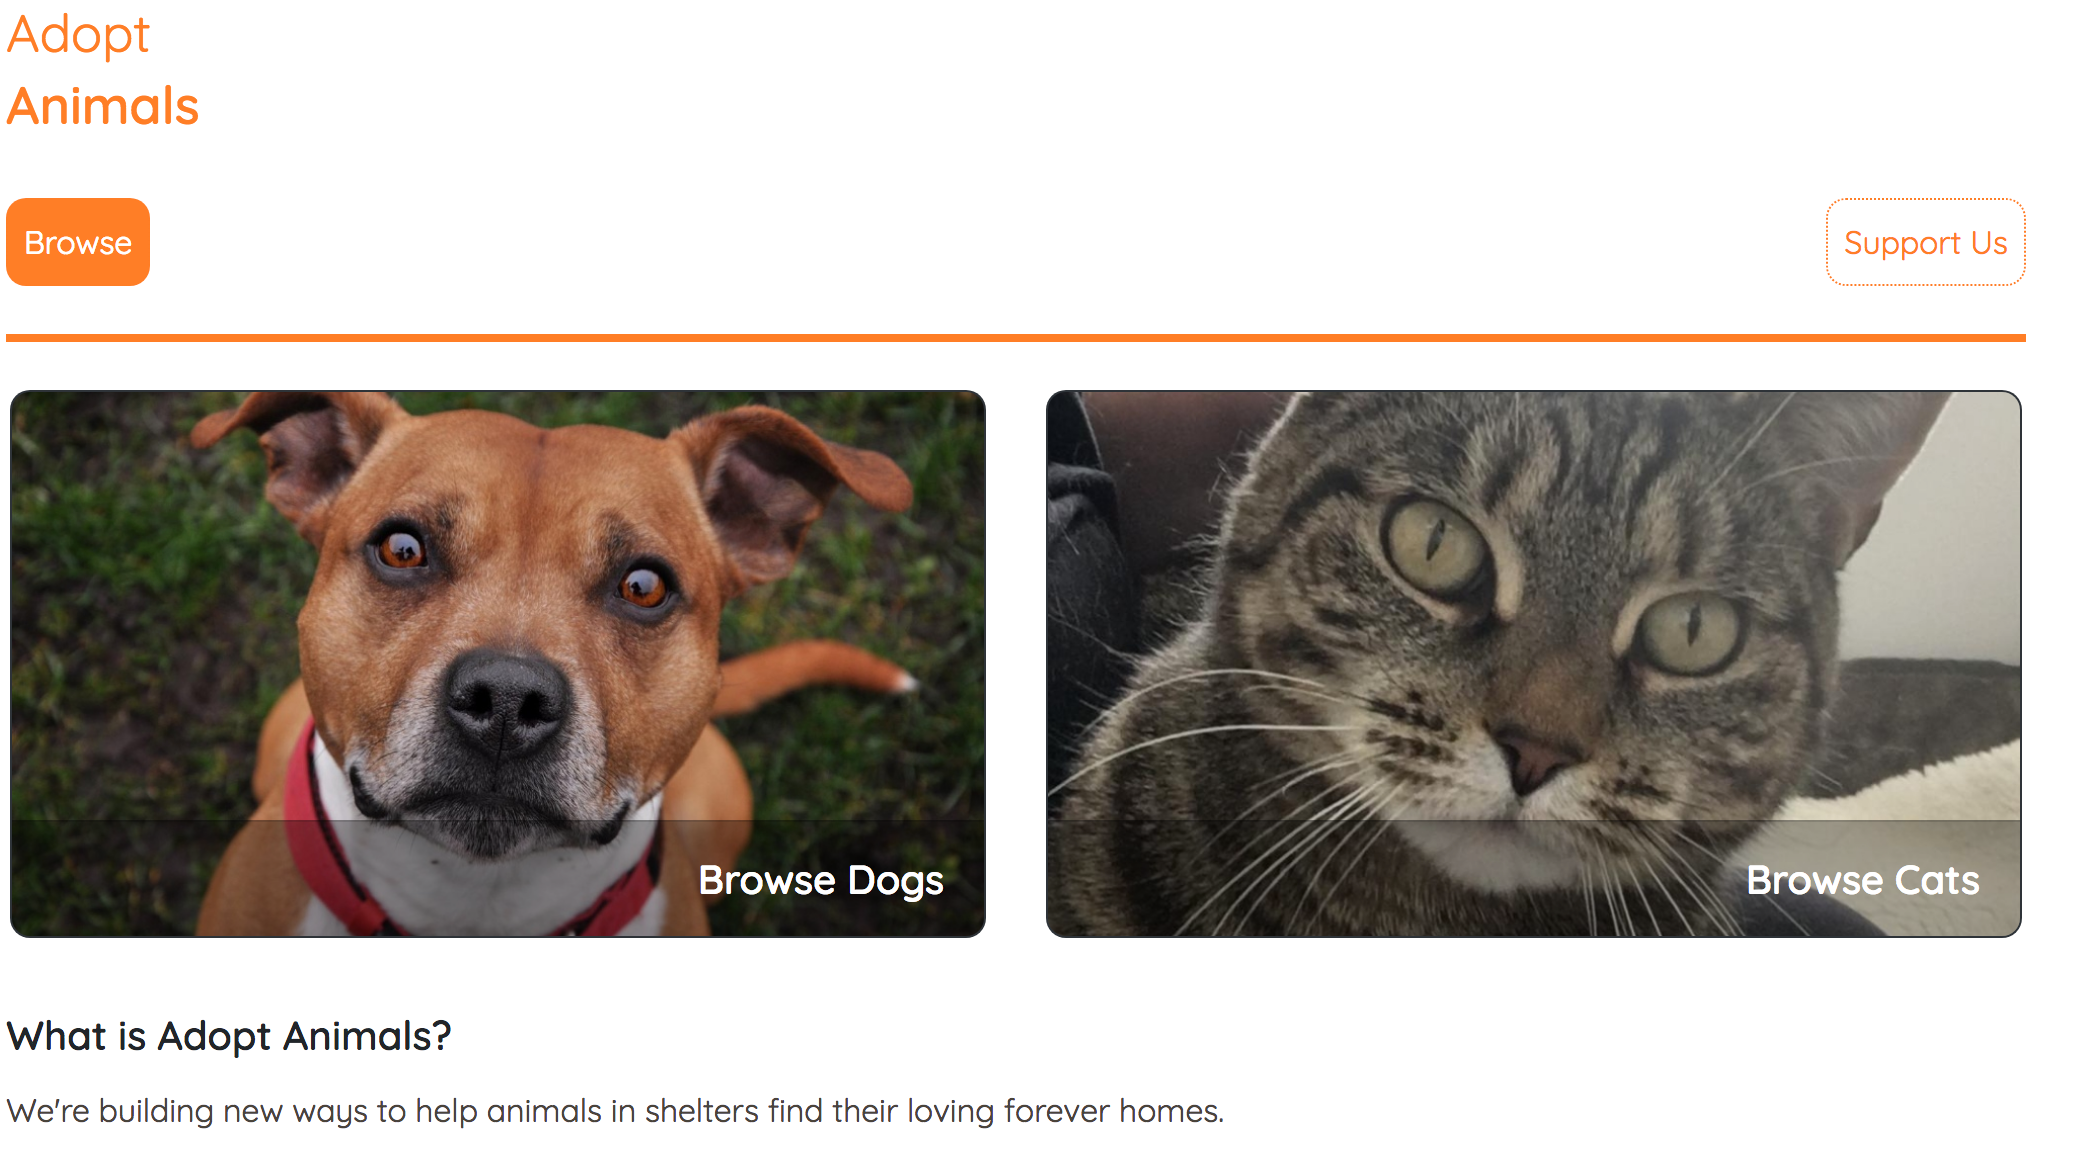 Adopt
Animals
Browse
Support Us
Browse Dogs
Browse Cats
What is Adopt Animals?
We're building new ways to help animals in shelters find their loving forever homes.